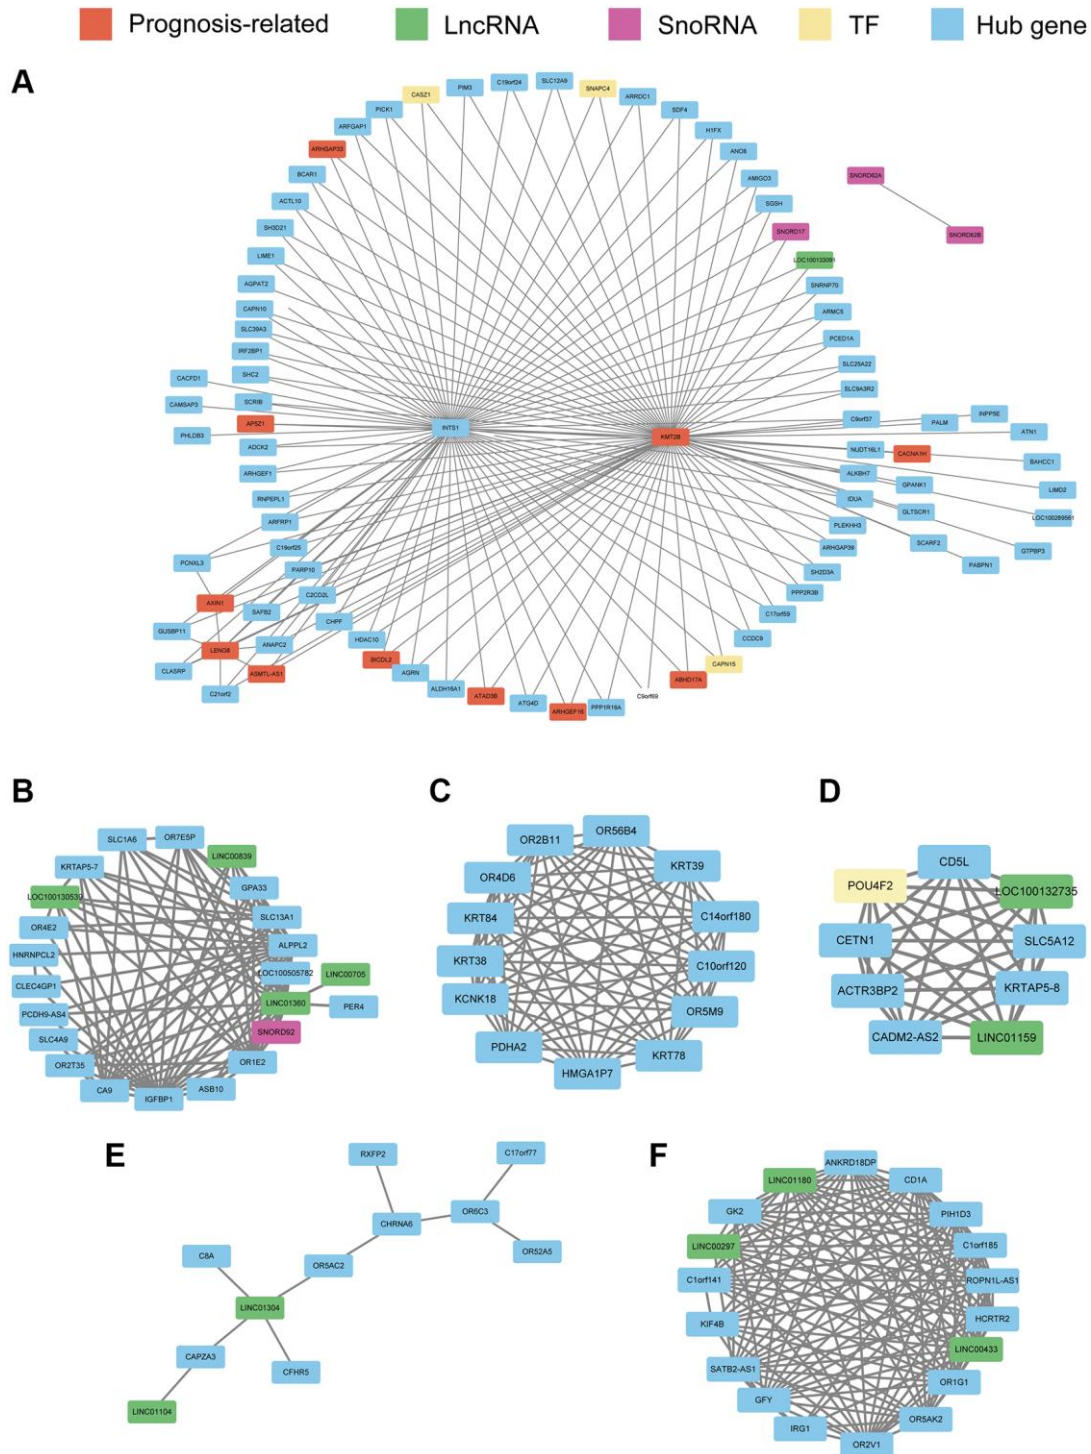 Prognosis-related LncRNA SnoRNA TF Hub gene
A
CASZ1
PIM3
C19orf24
SLC12A9
SNAPC4
ARRDC1
SDF4
H1FX
ANO8
AMIGO3
SGSH
SNORD17
LOC100133091
SNRNP70
ARMC5
PCED1A
SLC25A22
SLC9A3R2
C9orf37
PALM
INPP5E
ATN1
NUDT16L1
CACNA1H
BAHCC1
ALKBH7
GPANK1
LIMD2
IDUA
GLTSCR1
LOC100289561
PLEKHH3
SCARF2
GTPBP3
ARHGAP39
PABPN1
SH2D3A
PPP2R3B
C17orf59
CCDC9
CAPN15
ABHD17A
C9orf69
PPP1R16A
ARHGEF16
ATG4D
ATAD3B
ALDH16A1
AGRN
BICDL2
HDAC10
CHPF
C2CD2L
PARP10
C19orf25
ARFRP1
RNPEPL1
ARHGEF1
ADCK2
AP5Z1
SCRIB
SHC2
IRF2BP1
SLC39A3
CAPN10
AGPAT2
LIME1
SH3D21
ACTL10
BCAR1
ARHGAP33
ARFGAP1
PICK1
CACFD1
CAMSAP3
PHLDB3
INTS1
KMT2B
PCNXL3
AXIN1
SAFB2
GUSBP11
LENG8
ANAPC2
CLASRP
ASMTL-AS1
C21orf2
SNORD62A
SNORD62B
B
SLC1A6
OR7E5P
LINC00839
KRTAP5-7
GPA33
LOC100130539
SLC13A1
OR4E2
ALPPL2
HNRNPCL2
LOC100505782
LINC00705
CLEC4GP1
LINC01360
PER4
PCDH9-AS4
SNORD92
SLC4A9
OR1E2
OR2T35
ASB10
CA9
IGFBP1
C
OR56B4
OR2B11
KRT39
OR4D6
C14orf180
KRT84
C10orf120
KRT38
OR5M9
KCNK18
KRT78
PDHA2
HMGA1P7
D
CD5L
POU4F2
LOC100132735
CETN1
SLC5A12
ACTR3BP2
KRTAP5-8
CADM2-AS2
LINC01159
E
RXFP2
C17orf77
CHRNA6
OR6C3
OR52A5
C8A
OR5AC2
LINC01304
CAPZA3
CFHR5
LINC01104
F
ANKRD18DP
LINC01180
CD1A
GK2
PIH1D3
LINC00297
C1orf185
C1orf141
ROPN1L-AS1
KIF4B
HCRTR2
LINC00433
SATB2-AS1
OR1G1
GFY
OR5AK2
IRG1
OR2V1